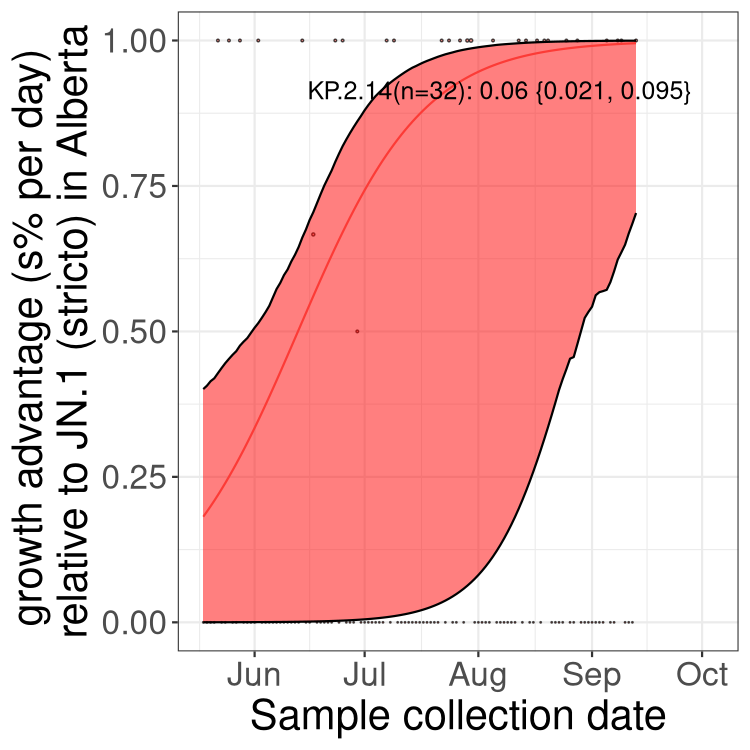 growth advantage (s% per day)
relative to JN.1 (stricto) in Alberta
1.00
0.75
0.50
0.25
0.00
KP.2.14(n=32): 0.06 {0.021, 0.095}
Jun Jul Aug Sep Oct
Sample collection date